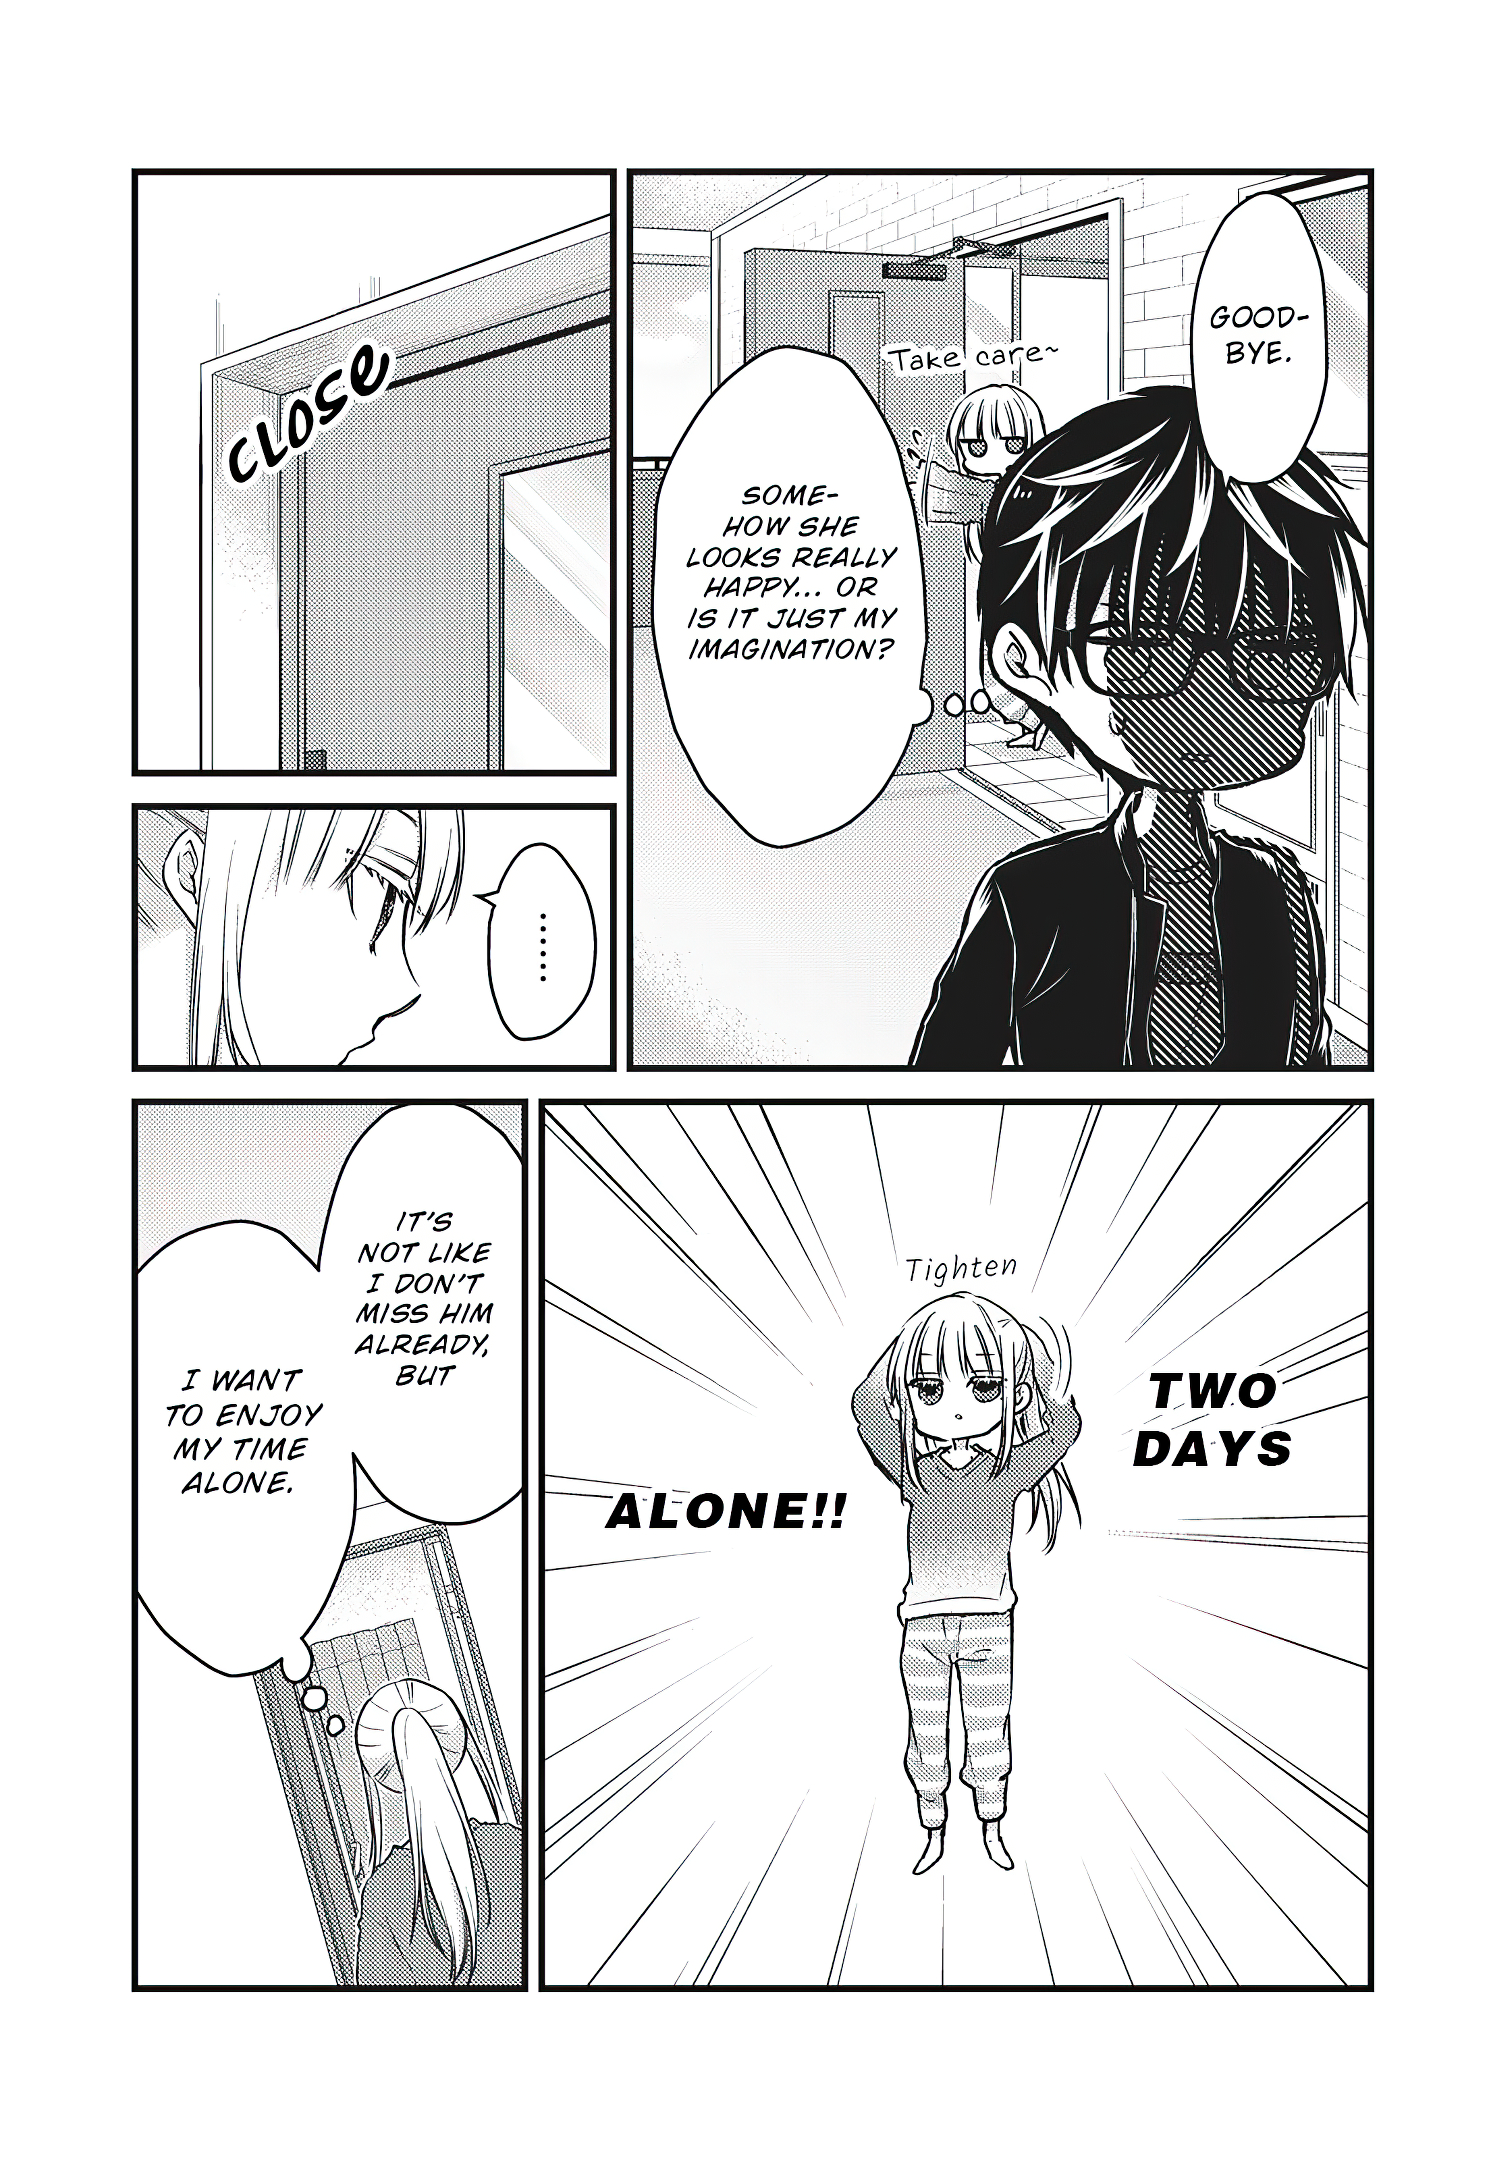 GOOD-
BYE.
Take care~
SOME-
HOW SHE
LOOKS REALLY
HAPPY... OR
IS IT JUST MY
IMAGINATION?
CLOSE
......
Tighten
TWO
DAYS
ALONE!!
IT'S
NOT LIKE
I DON'T
MISS HIM
ALREADY,
BUT
I WANT
TO ENJOY
MY TIME
ALONE.